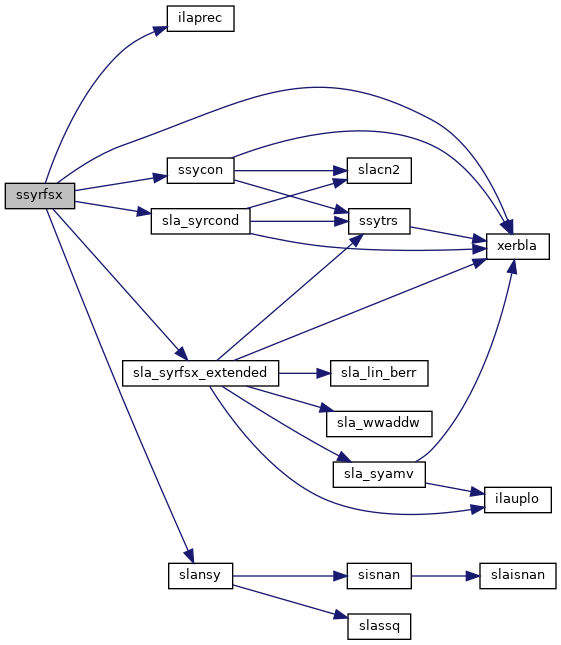 ilaprec
ssycon
slacn2
ssyrfsx
sla_syrcond
ssytrs
xerbla
sla_syrfsx_extended
sla_lin_berr
sla_wwaddw
sla_syamv
ilauplo
slansy
sisnan
slaisnan
slassq